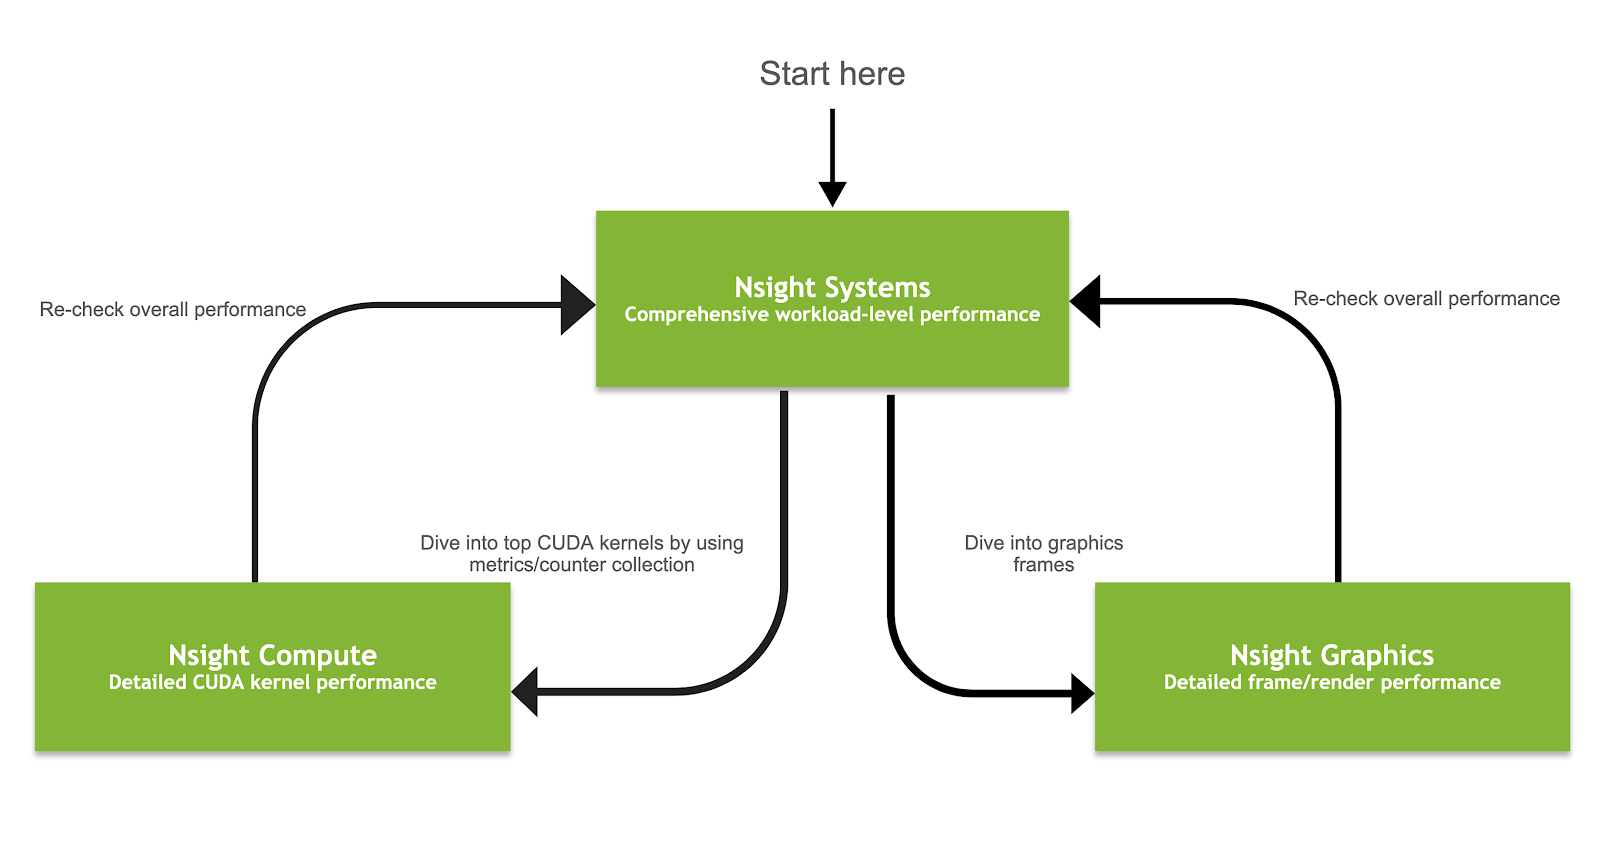 Start here
Nsight Systems
Comprehensive workload-level performance
Re-check overall performance
Re-check overall performance
Dive into top CUDA kernels by using
metrics/counter collection
Dive into graphics
frames
Nsight Compute
Detailed CUDA kernel performance
Nsight Graphics
Detailed frame/render performance